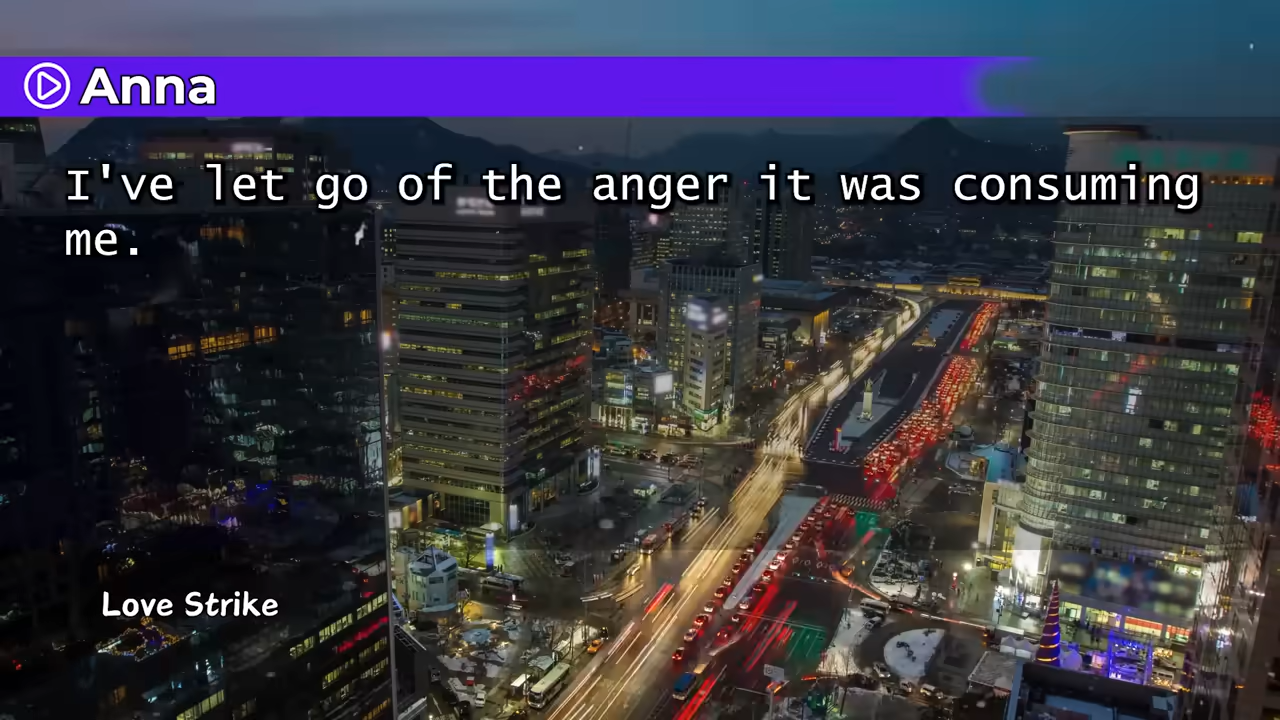 Anna
I've let go of the anger it was consuming
me.
Love Strike